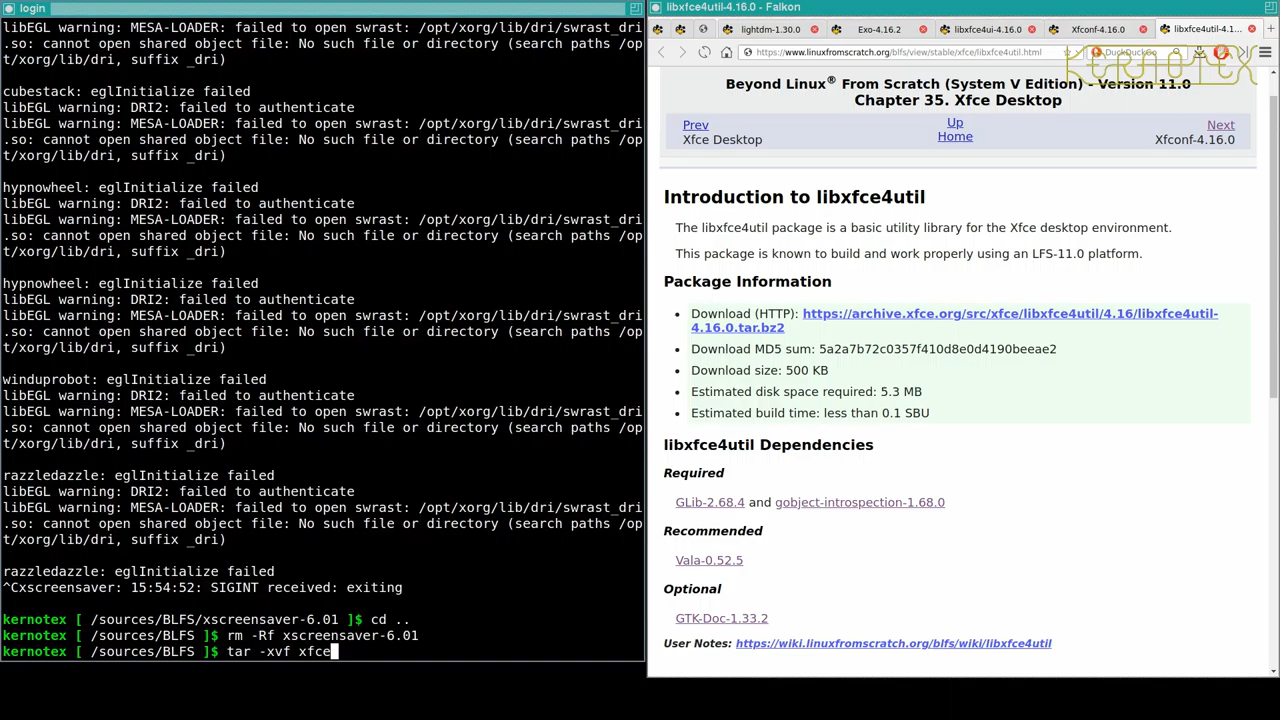 login
libEGL warning: MESA-LOADER: failed to open swrast: /opt/xorg/lib/dri/swrast_dri
.so: cannot open shared object file: No such file or directory (search paths /op
t/xorg/lib/dri, suffix _dri)
cubestack: eglInitialize failed
libEGL warning: DRI2: failed to authenticate
libEGL warning: MESA-LOADER: failed to open swrast: /opt/xorg/lib/dri/swrast_dri
.so: cannot open shared object file: No such file or directory (search paths /op
t/xorg/lib/dri, suffix _dri)
hypnowheel: eglInitialize failed
libEGL warning: DRI2: failed to authenticate
libEGL warning: MESA-LOADER: failed to open swrast: /opt/xorg/lib/dri/swrast_dri
.so: cannot open shared object file: No such file or directory (search paths /op
t/xorg/lib/dri, suffix _dri)
hypnowheel: eglInitialize failed
libEGL warning: DRI2: failed to authenticate
libEGL warning: MESA-LOADER: failed to open swrast: /opt/xorg/lib/dri/swrast_dri
.so: cannot open shared object file: No such file or directory (search paths /op
t/xorg/lib/dri, suffix _dri)
winduprobot: eglInitialize failed
libEGL warning: DRI2: failed to authenticate
libEGL warning: MESA-LOADER: failed to open swrast: /opt/xorg/lib/dri/swrast_dri
.so: cannot open shared object file: No such file or directory (search paths /op
t/xorg/lib/dri, suffix _dri)
razzledazzle: eglInitialize failed
libEGL warning: DRI2: failed to authenticate
libEGL warning: MESA-LOADER: failed to open swrast: /opt/xorg/lib/dri/swrast_dri
.so: cannot open shared object file: No such file or directory (search paths /op
t/xorg/lib/dri, suffix _dri)
razzledazzle: eglInitialize failed
^Cxscreensaver: 15:54:52: SIGINT received: exiting
kernotex [ /sources/BLFS/xscreensaver-6.01 ]$ cd ..
kernotex [ /sources/BLFS ]$ rm -Rf xscreensaver-6.01
kernotex [ /sources/BLFS ]$ tar -xvf xfce
libxfce4util-4.16.0 - Falkon
lightdm-1.30.0 Exo-4.16.2 libxfce4ui-4.16.0 Xfconf-4.16.0 libxfce4util-4.1...
https://www.linuxfromscratch.org/blfs/view/stable/xfce/libxfce4util.html DuckDuckGo
KERNOTEX
Beyond Linux® From Scratch (System V Edition) - Version 11.0
Chapter 35. Xfce Desktop
Prev Up Next
Xfce Desktop Home Xfconf-4.16.0
Introduction to libxfce4util
The libxfce4util package is a basic utility library for the Xfce desktop environment.
This package is known to build and work properly using an LFS-11.0 platform.
Package Information
• Download (HTTP): https://archive.xfce.org/src/xfce/libxfce4util/4.16/libxfce4util-
4.16.0.tar.bz2
• Download MD5 sum: 5a2a7b72c0357f410d8e0d4190beeae2
• Download size: 500 KB
• Estimated disk space required: 5.3 MB
• Estimated build time: less than 0.1 SBU
libxfce4util Dependencies
Required
GLib-2.68.4 and gobject-introspection-1.68.0
Recommended
Vala-0.52.5
Optional
GTK-Doc-1.33.2
User Notes: https://wiki.linuxfromscratch.org/blfs/wiki/libxfce4util